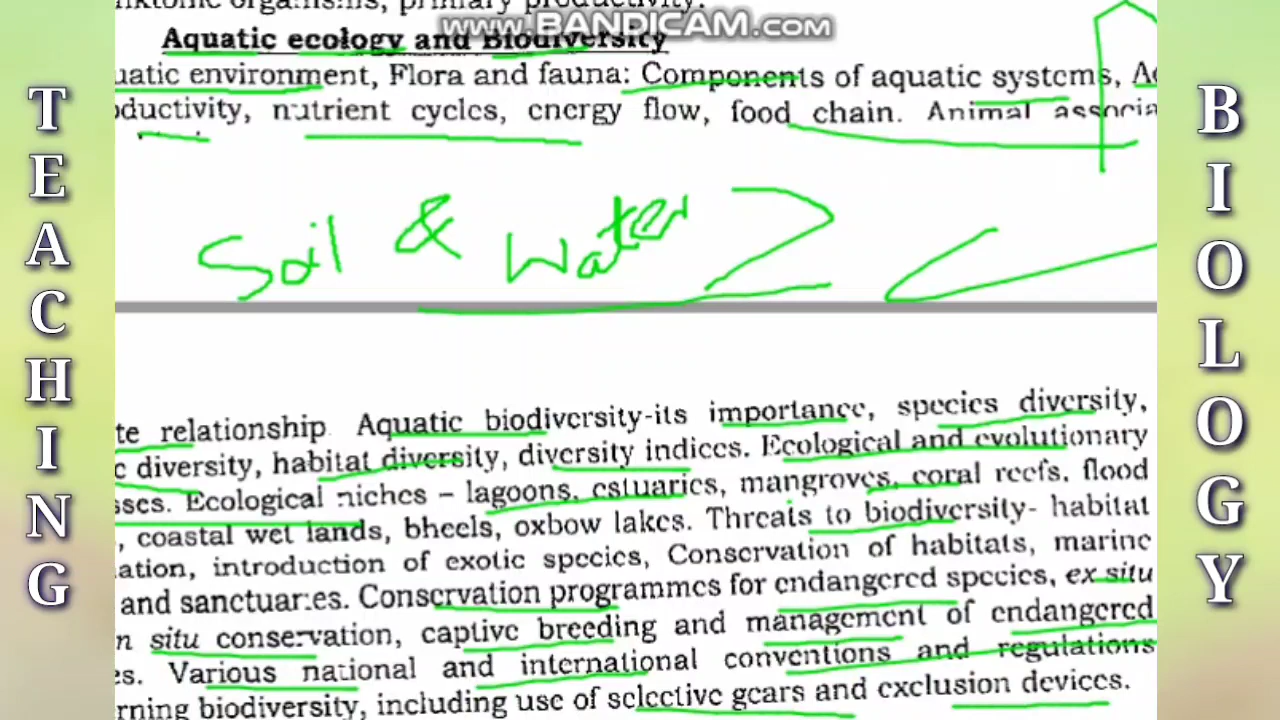 nktonic organisms, primary productivity.
WWW.BANDICAM.COM
Aquatic ecology and Biodiversity
uatic environment, Flora and fauna: Components of aquatic systems, Ac
oductivity, nutrient cycles, energy flow, food chain. Animal associa
Soil & Water
te relationship. Aquatic biodiversity-its importance, species diversity,
c diversity, habitat diversity, diversity indices. Ecological and evolutionary
sses. Ecological niches – lagoons, estuaries, mangroves, coral reefs, flood
, coastal wet lands, bheels, oxbow lakes. Threats to biodiversity- habitat
ation, introduction of exotic species, Conservation of habitats, marine
and sanctuaries. Conservation programmes for endangered species, ex situ
n situ conservation, captive breeding and management of endangered
es. Various national and international conventions and regulations
rning biodiversity, including use of selective gears and exclusion devices.
TEACHING
BIOLOGY